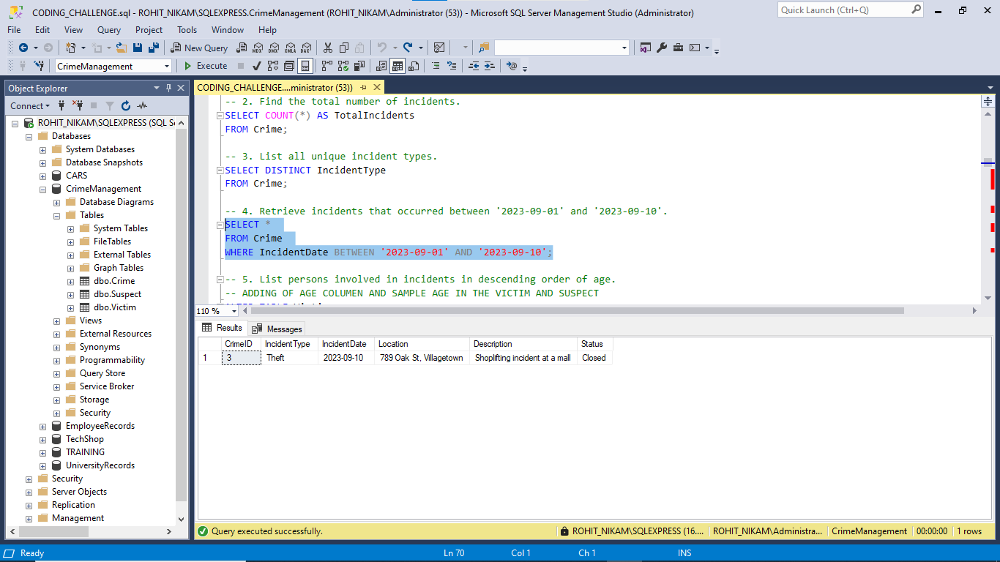 CODING_CHALLENGE.sql - ROHIT_NIKAM\SQLEXPRESS.CrimeManagement (ROHIT_NIKAM\Administrator (53)) - Microsoft SQL Server Management Studio (Administrator)
Quick Launch (Ctrl+Q)
File Edit View Query Project Tools Window Help
New Query MDX DMX XMLA DAX
CrimeManagement Execute
Object Explorer
CODING_CHALLENGE....ministrator (53))
Connect
ROHIT_NIKAM\SQLEXPRESS (SQL S
Databases
System Databases
Database Snapshots
CARS
CrimeManagement
Database Diagrams
Tables
System Tables
FileTables
External Tables
Graph Tables
dbo.Crime
dbo.Suspect
dbo.Victim
Views
External Resources
Synonyms
Programmability
Query Store
Service Broker
Storage
Security
EmployeeRecords
TechShop
TRAINING
UniversityRecords
Security
Server Objects
Replication
Management
-- 2. Find the total number of incidents.
SELECT COUNT(*) AS TotalIncidents
FROM Crime;
-- 3. List all unique incident types.
SELECT DISTINCT IncidentType
FROM Crime;
-- 4. Retrieve incidents that occurred between '2023-09-01' and '2023-09-10'.
SELECT *
FROM Crime
WHERE IncidentDate BETWEEN '2023-09-01' AND '2023-09-10';
-- 5. List persons involved in incidents in descending order of age.
-- ADDING OF AGE COLUMEN AND SAMPLE AGE IN THE VICTIM AND SUSPECT
110 %
Results Messages
CrimeID IncidentType IncidentDate Location Description Status
1 3 Theft 2023-09-10 789 Oak St, Villagetown Shoplifting incident at a mall Closed
Query executed successfully. ROHIT_NIKAM\SQLEXPRESS (16.... ROHIT_NIKAM\Administra... CrimeManagement 00:00:00 1 rows
Ready Ln 70 Col 1 Ch 1 INS